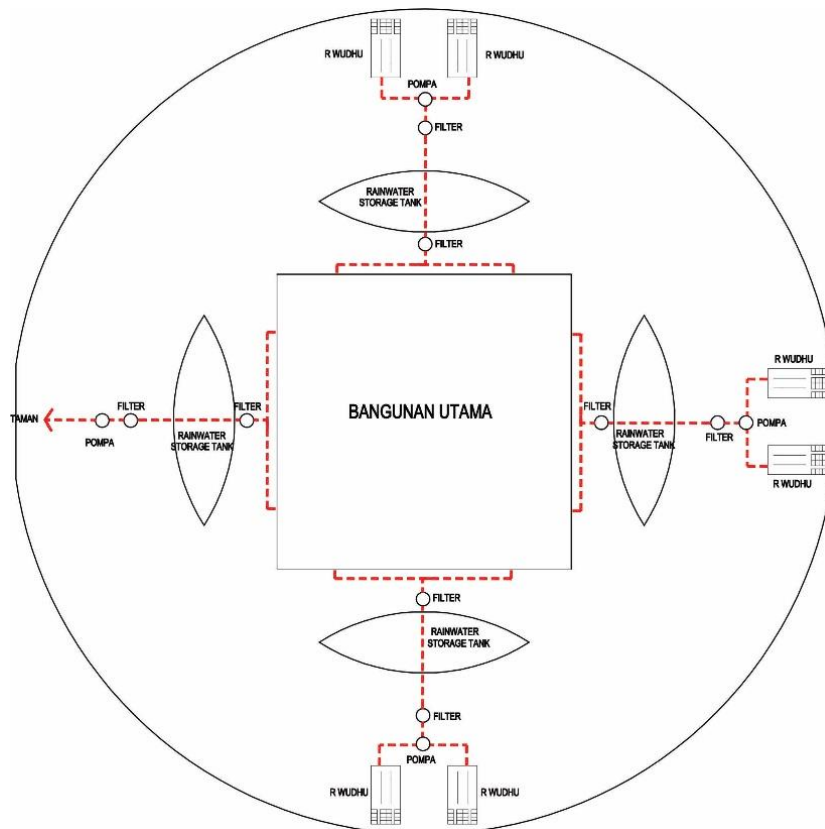 R WUDHU
R WUDHU
POMPA
FILTER
RAINWATER
STORAGE TANK
FILTER
BANGUNAN UTAMA
TAMAN
POMPA
FILTER
RAINWATER
STORAGE TANK
FILTER
FILTER
RAINWATER
STORAGE TANK
FILTER
POMPA
R WUDHU
R WUDHU
FILTER
RAINWATER
STORAGE TANK
FILTER
POMPA
R WUDHU
R WUDHU